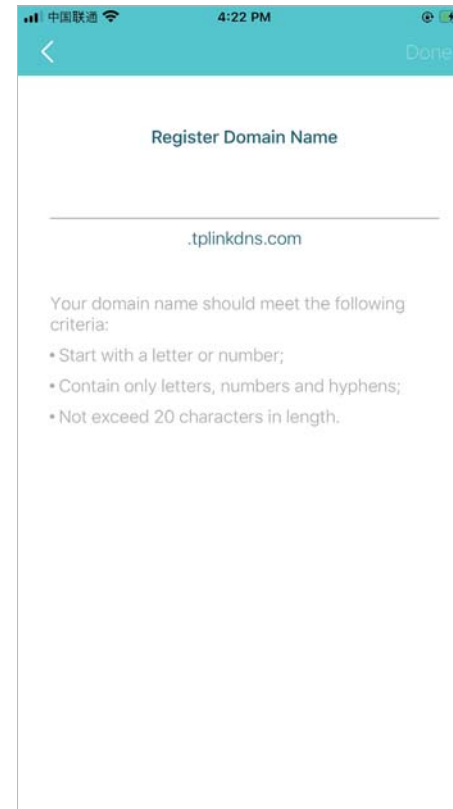 中国联通
4:22 PM
Done
Register Domain Name
.tplinkdns.com
Your domain name should meet the following
criteria:
• Start with a letter or number;
• Contain only letters, numbers and hyphens;
• Not exceed 20 characters in length.